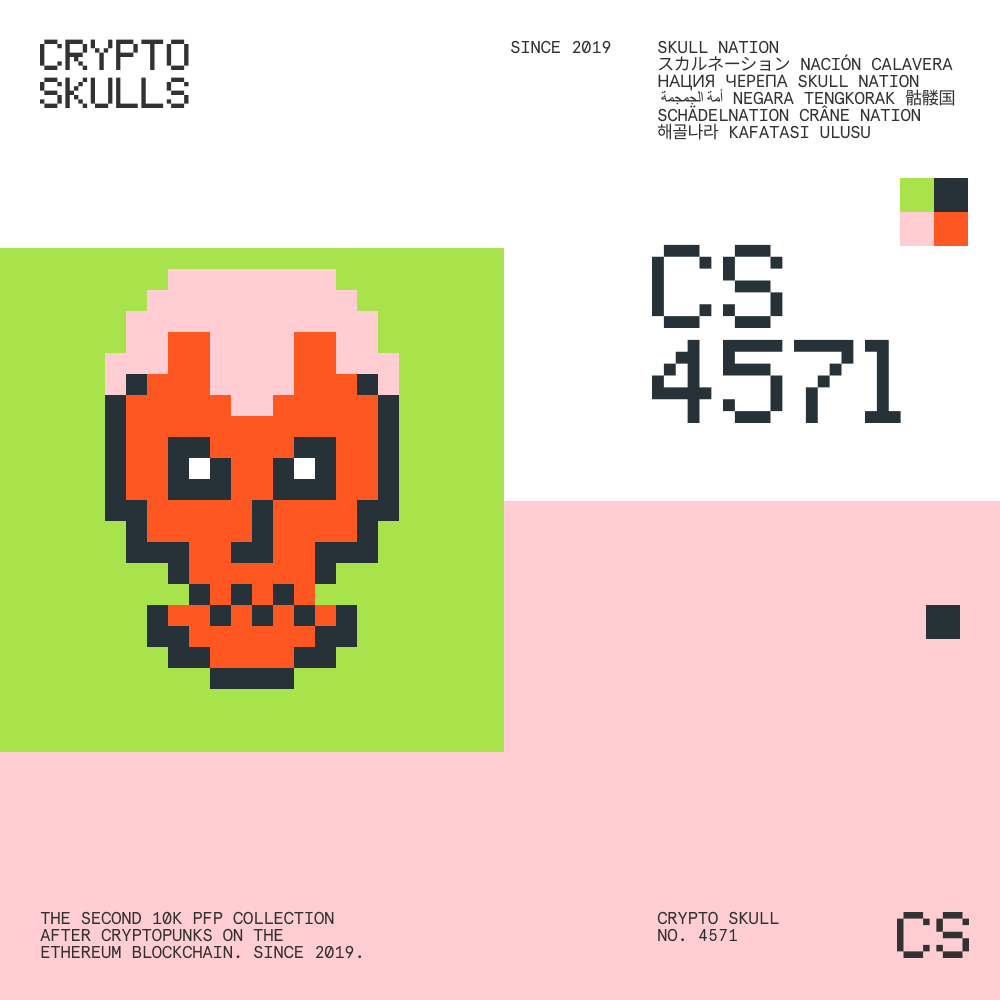 CRYPTO
SKULLS
SINCE 2019
SKULL NATION
スカルネーション NACIÓN CALAVERA
НАЦИЯ ЧЕРЕПА SKULL NATION
أمة الجمجمة NEGARA TENGKORAK 骷髅国
SCHÄDELNATION CRÂNE NATION
해골나라 KAFATASI ULUSU
CS
4571
THE SECOND 10K PFP COLLECTION
AFTER CRYPTOPUNKS ON THE
ETHEREUM BLOCKCHAIN. SINCE 2019.
CRYPTO SKULL
NO. 4571
CS